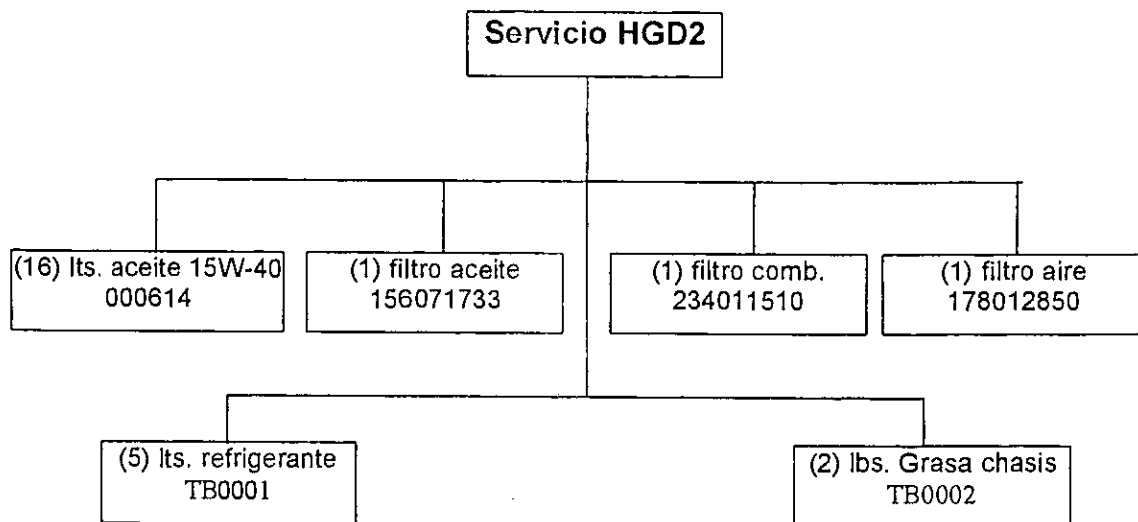 Servicio HGD2
(16) lts. aceite 15W-40
000614
(1) filtro aceite
156071733
(1) filtro comb.
234011510
(1) filtro aire
178012850
(5) lts. refrigerante
TB0001
(2) lbs. Grasa chasis
TB0002